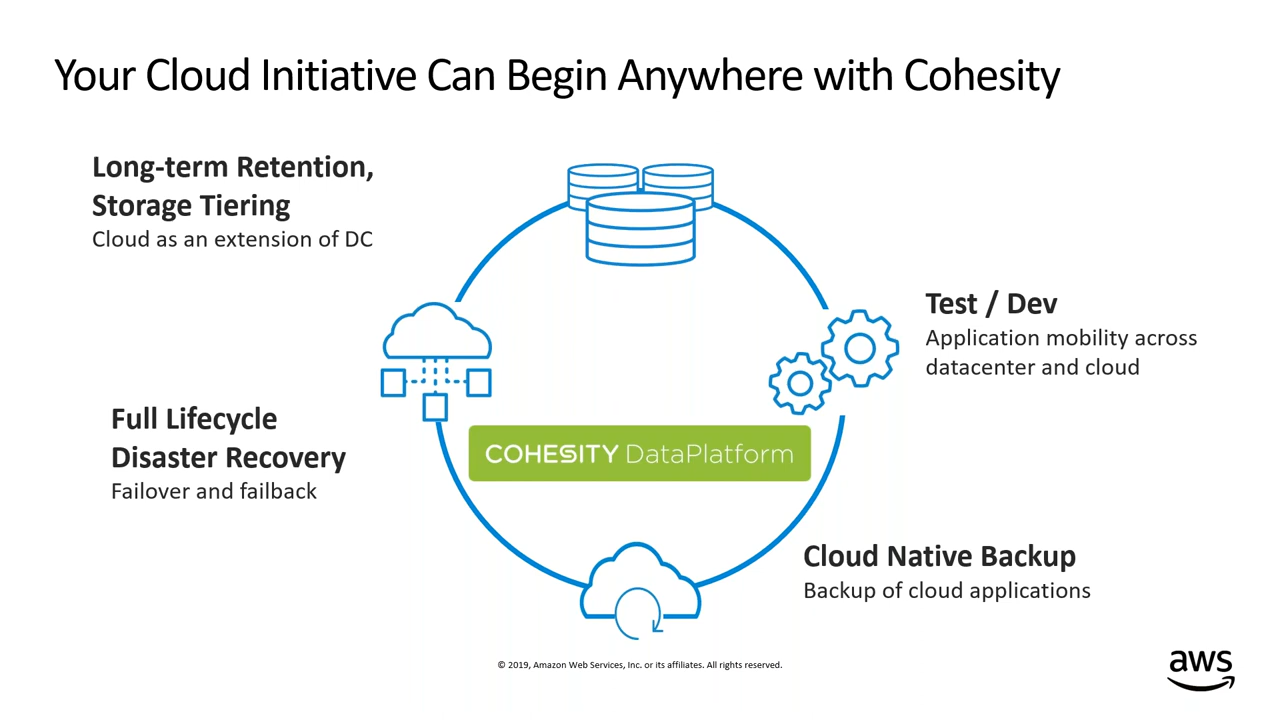 Your Cloud Initiative Can Begin Anywhere with Cohesity
Long-term Retention,
Storage Tiering
Cloud as an extension of DC
Test / Dev
Application mobility across
datacenter and cloud
Full Lifecycle
Disaster Recovery
Failover and failback
COHESITY DataPlatform
Cloud Native Backup
Backup of cloud applications
© 2019, Amazon Web Services, Inc. or its affiliates. All rights reserved.
aws